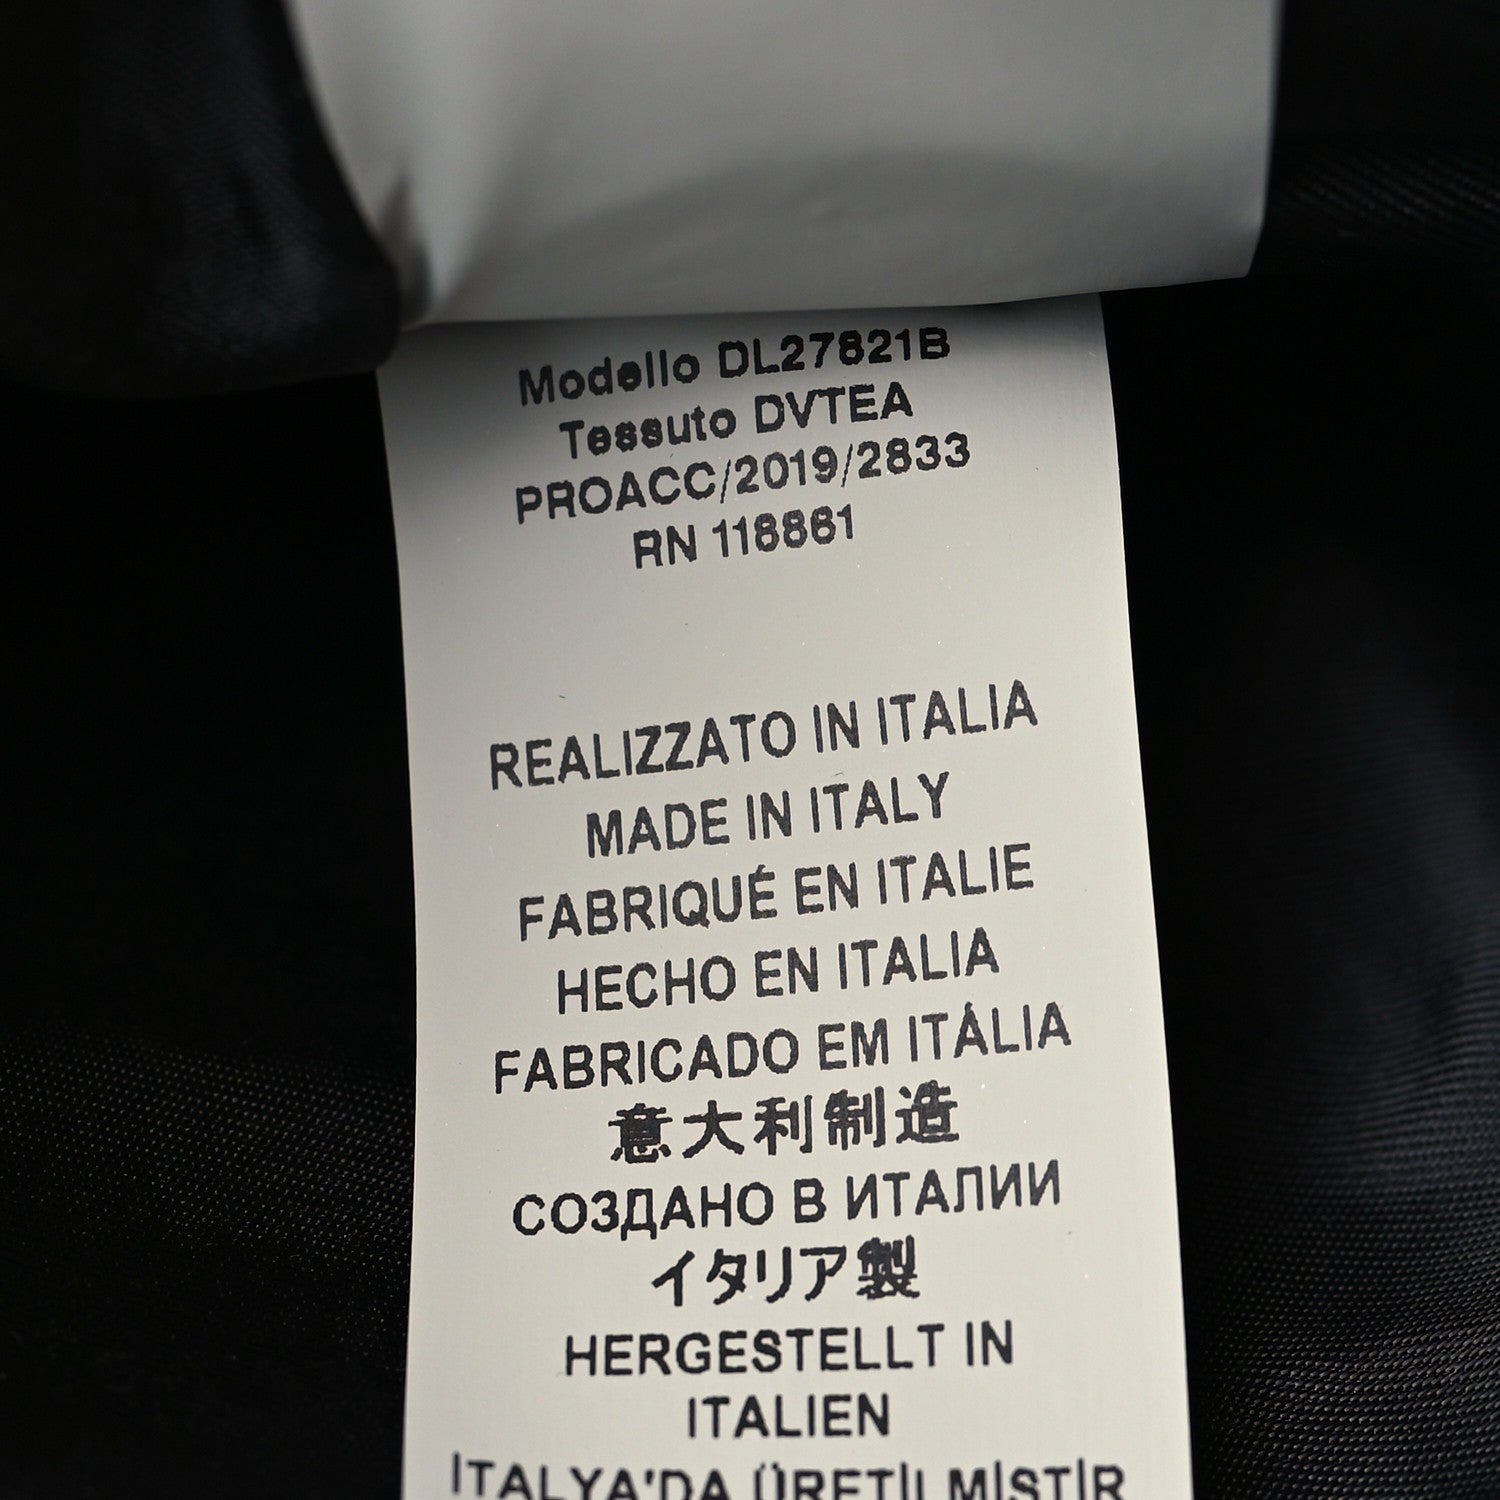 Modello DL27821B
Tessuto DVTEA
PROACC/2019/2833
RN 118881
REALIZZATO IN ITALIA
MADE IN ITALY
FABRIQUÉ EN ITALIE
HECHO EN ITALIA
FABRICADO EM ITÁLIA
意大利制造
СОЗДАНО В ИТАЛИИ
イタリア製
HERGESTELLT IN
ITALIEN
İTALYA'DA ÜRETİLMİŞTİR